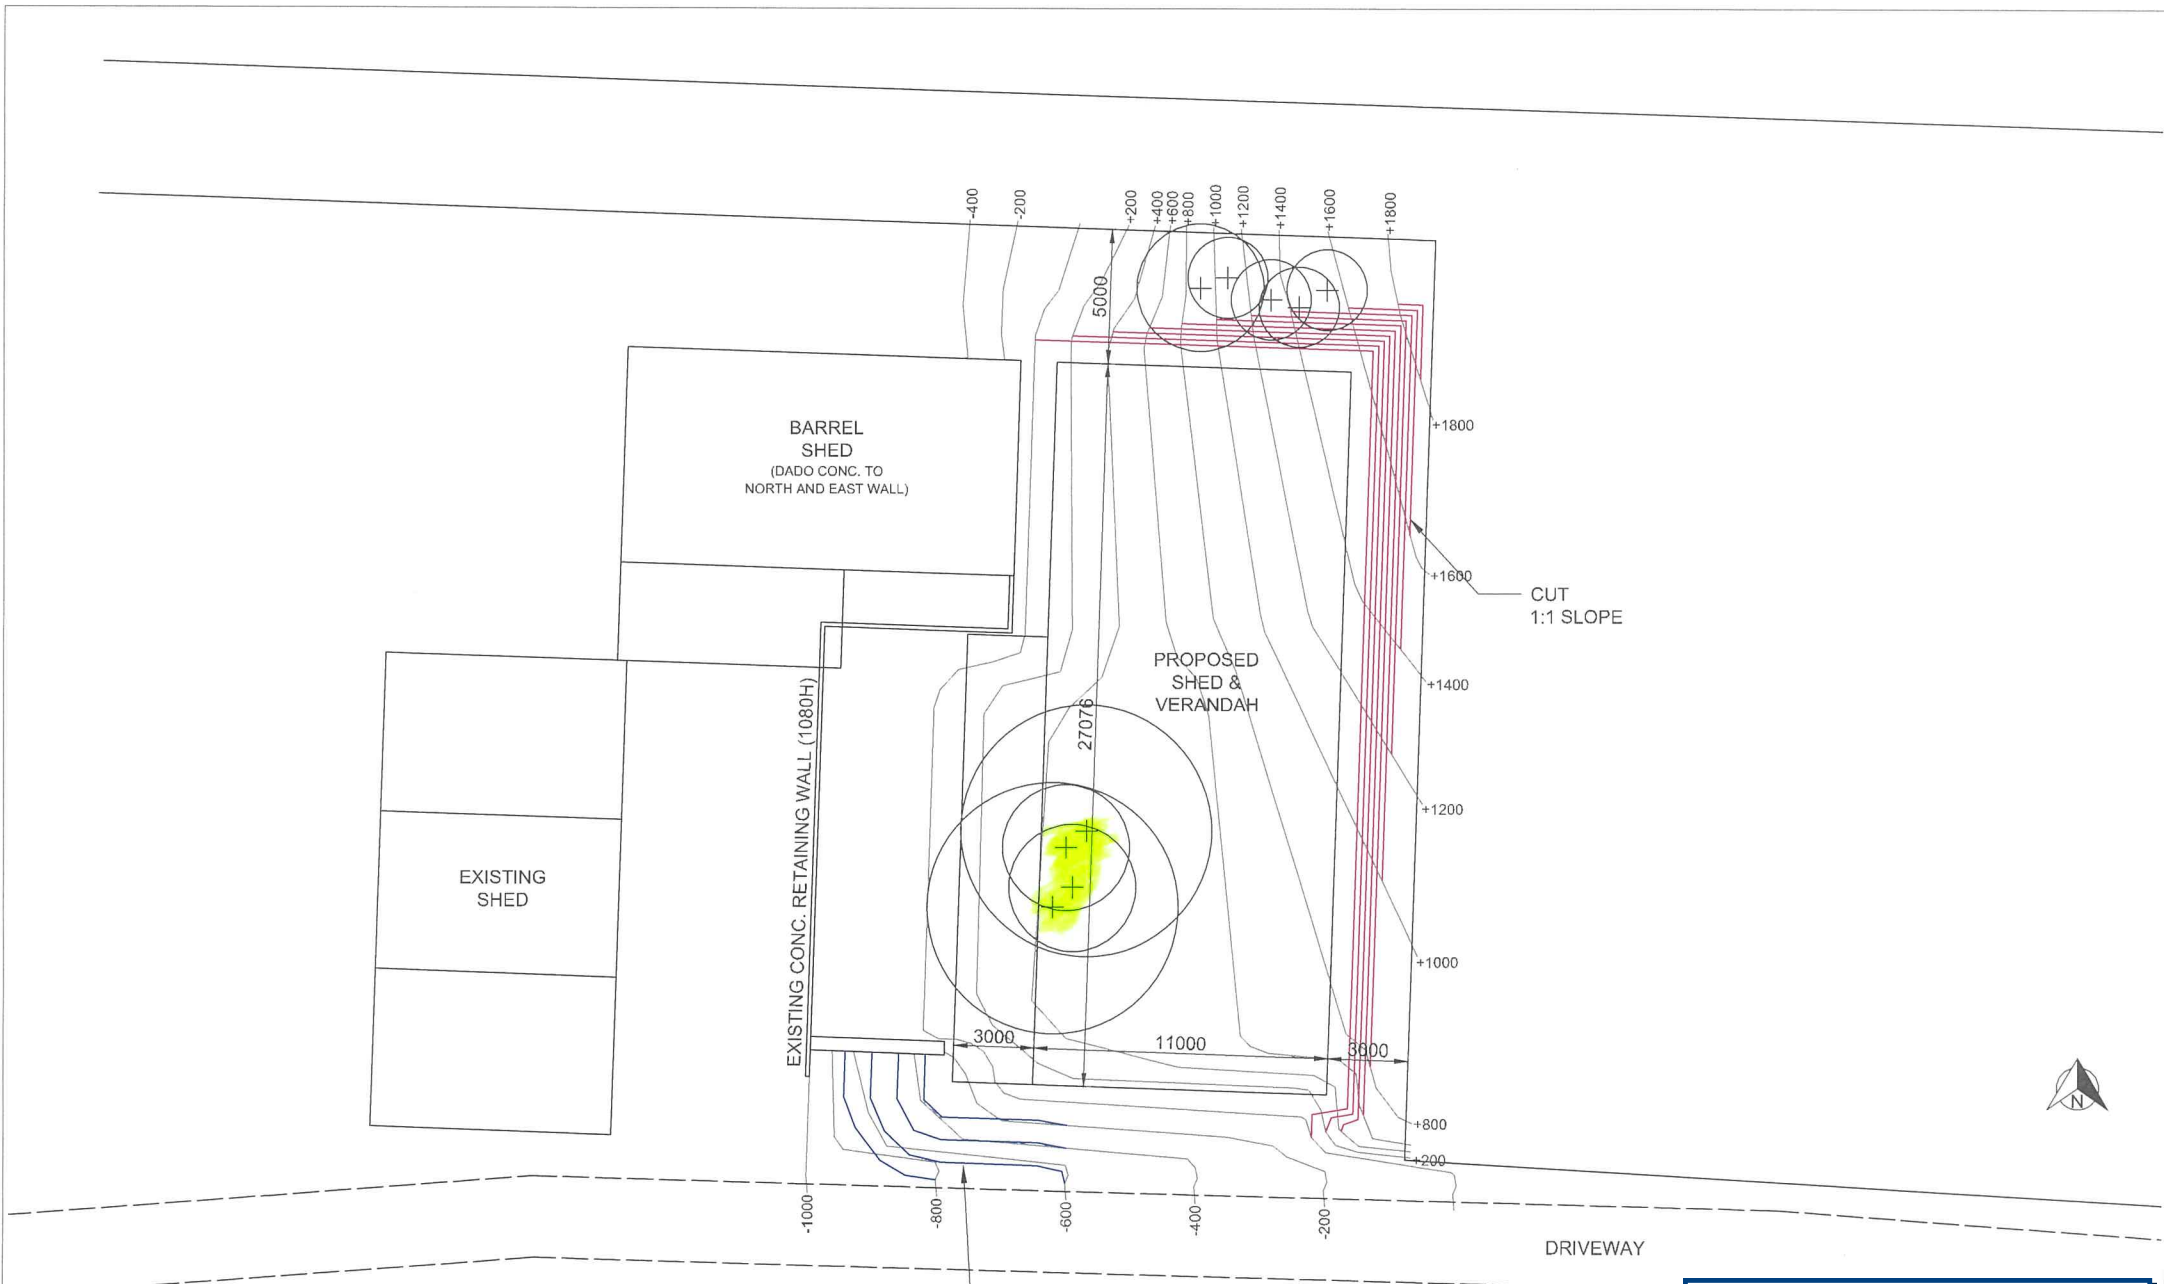 -400
-200
+200
+400
+600
+800
+1000
+1200
+1400
+1600
+1800
5000
BARREL
SHED
(DADO CONC. TO
NORTH AND EAST WALL)
+1800
+1600
CUT
1:1 SLOPE
PROPOSED
SHED &
VERANDAH
+1400
27076
EXISTING CONC. RETAINING WALL (1080H)
+1200
EXISTING
SHED
+1000
3000
11000
3000
N
+800
+200
-1000
-800
-600
-400
-200
DRIVEWAY